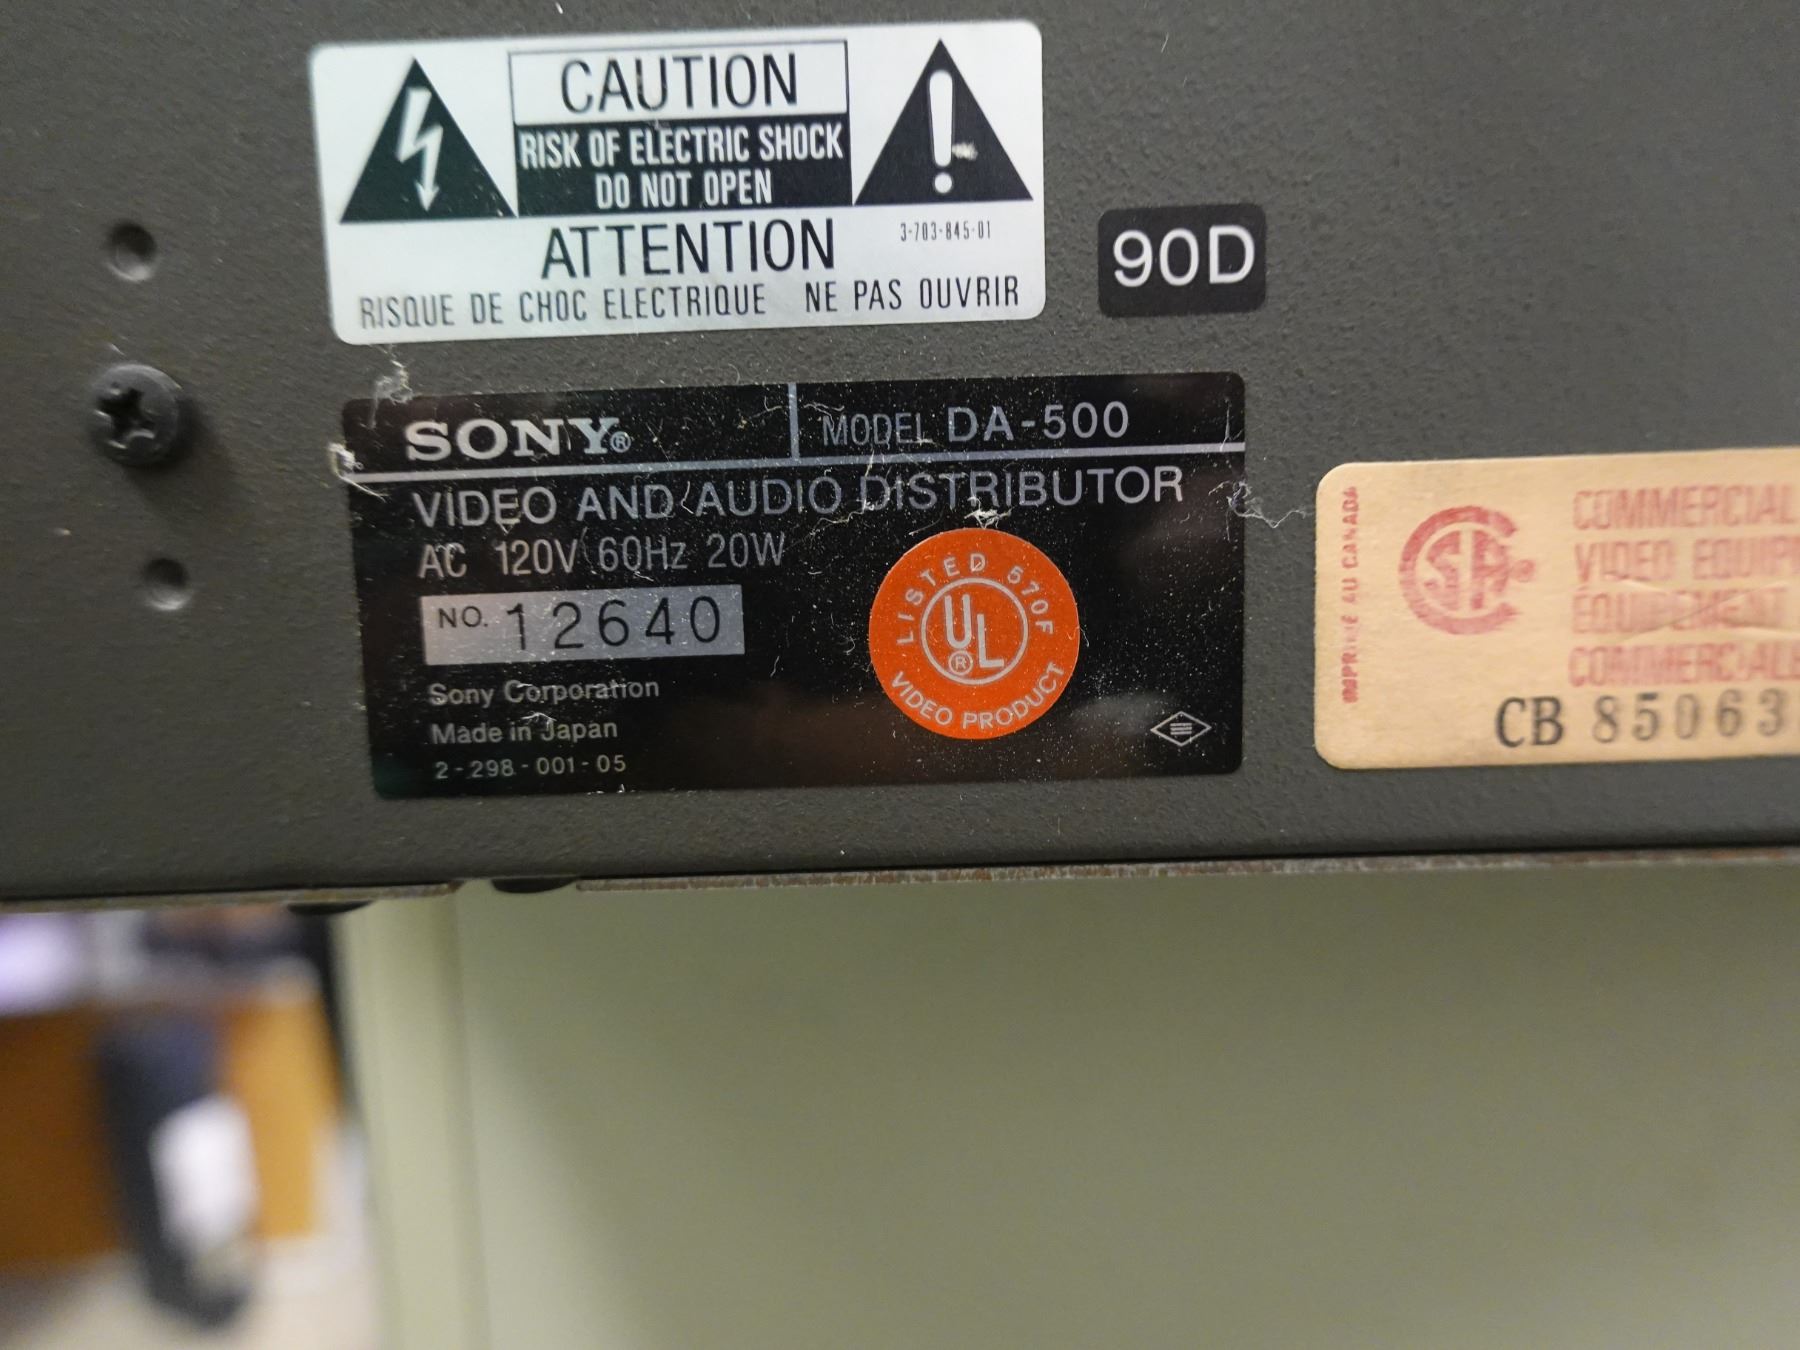 CAUTION
RISK OF ELECTRIC SHOCK
DO NOT OPEN
ATTENTION
3-703-845-01
RISQUE DE CHOC ELECTRIQUE NE PAS OUVRIR
90D
SONY®
MODEL DA-500
VIDEO AND AUDIO DISTRIBUTOR
AC 120V 60Hz 20W
NO. 12640
Sony Corporation
Made in Japan
2-298-001-05
LISTED 570F
UL®
VIDEO PRODUCT
IMPRIMÉ AU CANADA
COMMERCIAL
VIDEO EQUIP
EQUIPEMENT
COMMERCIALE
CB 85063